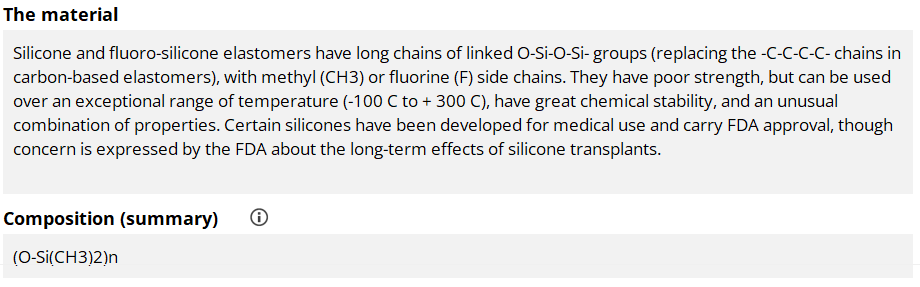 The material
Silicone and fluoro-silicone elastomers have long chains of linked O-Si-O-Si- groups (replacing the -C-C-C-C- chains in
carbon-based elastomers), with methyl (CH3) or fluorine (F) side chains. They have poor strength, but can be used
over an exceptional range of temperature (-100 C to + 300 C), have great chemical stability, and an unusual
combination of properties. Certain silicones have been developed for medical use and carry FDA approval, though
concern is expressed by the FDA about the long-term effects of silicone transplants.
Composition (summary)
(O-Si(CH3)2)n